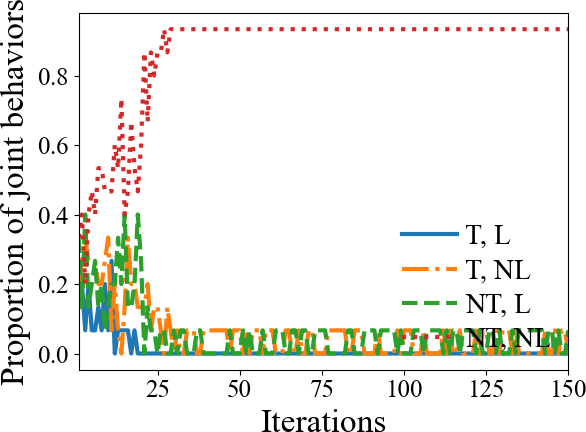 Proportion of joint behaviors
0.8
0.6
0.4
0.2
0.0
T, L
T, NL
NT, L
NT, NL
25
50
75
100
125
150
Iterations